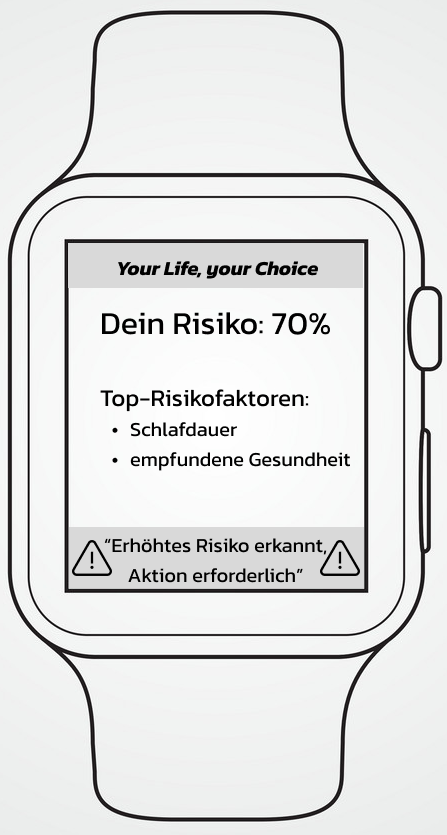 Your Life, your Choice
Dein Risiko: 70%
Top-Risikofaktoren:
• Schlafdauer
• empfundene Gesundheit
“Erhöhtes Risiko erkannt,
Aktion erforderlich”